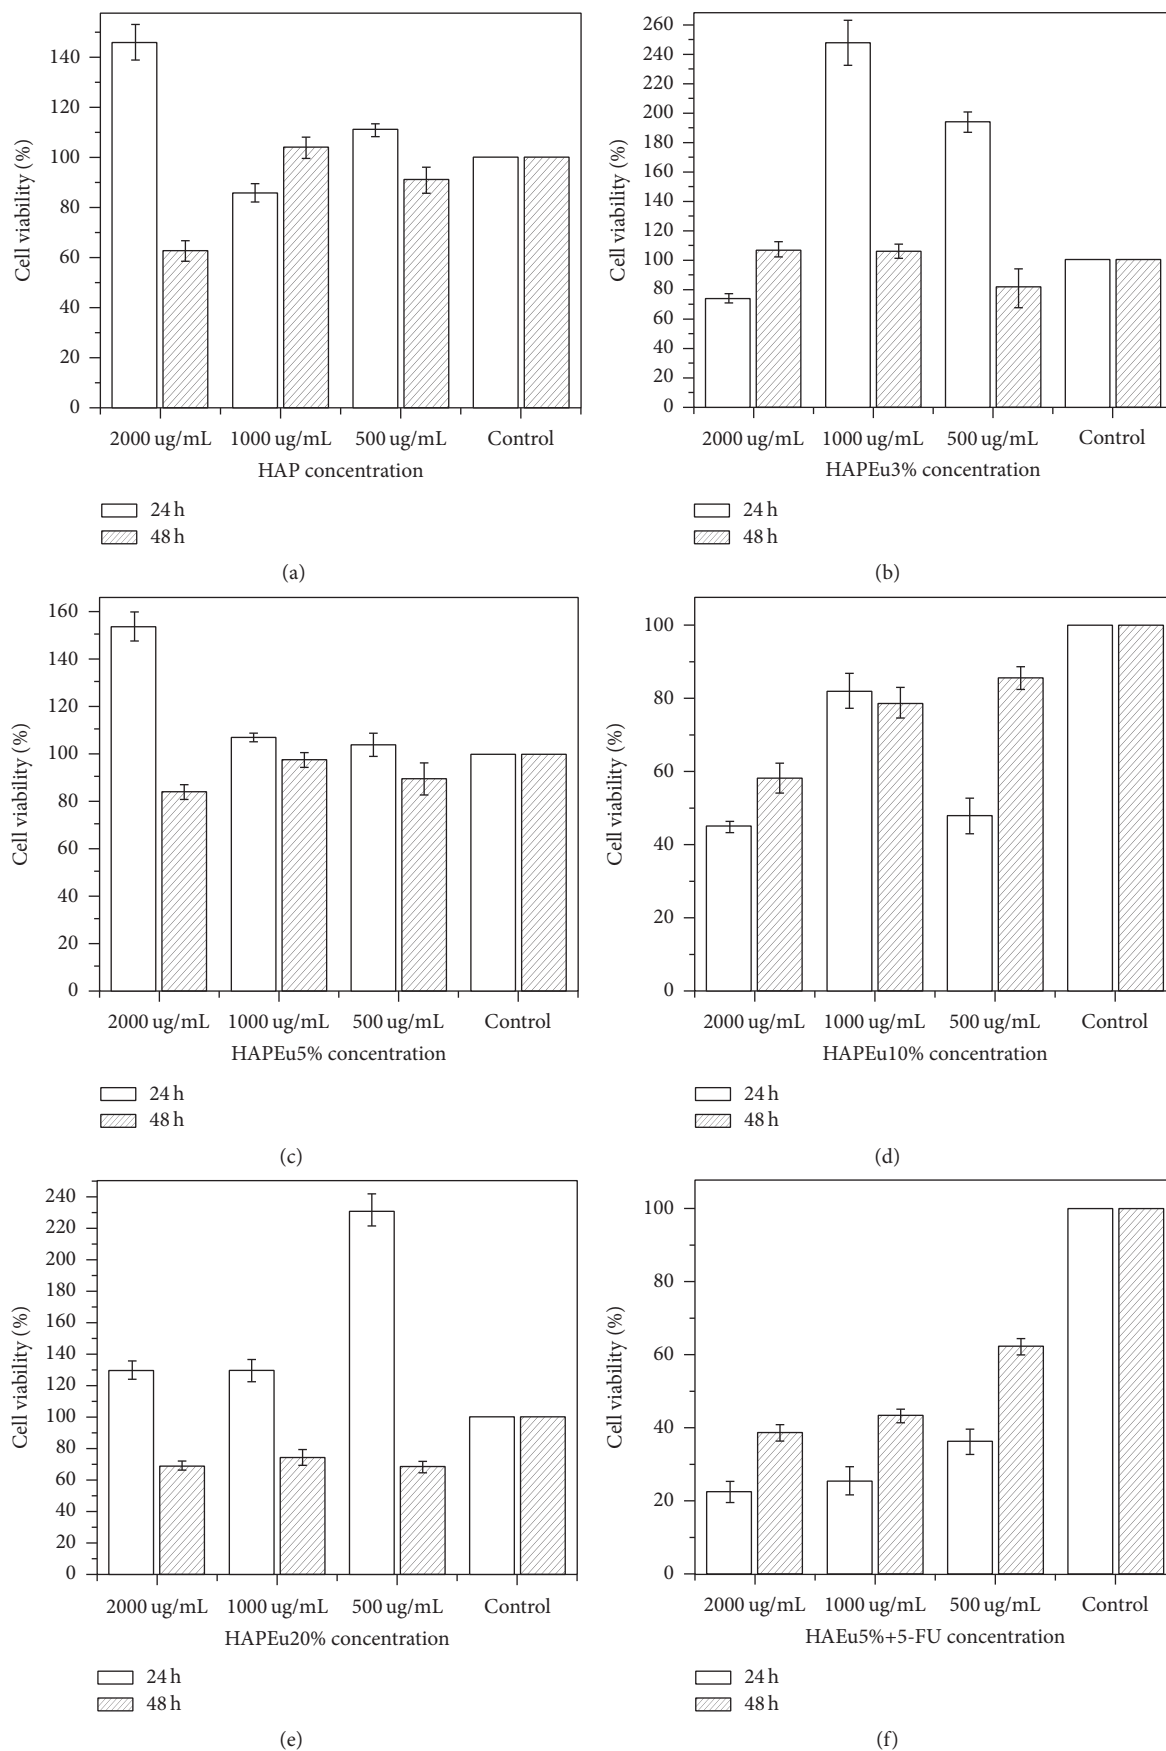 140
120
100
80
60
40
20
0
Cell viability (%)
2000 ug/mL 1000 ug/mL 500 ug/mL Control
HAP concentration
24 h
48 h
(a)
260
240
220
200
180
160
140
120
100
80
60
40
20
0
Cell viability (%)
2000 ug/mL 1000 ug/mL 500 ug/mL Control
HAPEu3% concentration
24 h
48 h
(b)
160
140
120
100
80
60
40
20
0
Cell viability (%)
2000 ug/mL 1000 ug/mL 500 ug/mL Control
HAPEu5% concentration
24 h
48 h
(c)
100
80
60
40
20
0
Cell viability (%)
2000 ug/mL 1000 ug/mL 500 ug/mL Control
HAPEu10% concentration
24 h
48 h
(d)
240
220
200
180
160
140
130
120
100
80
60
40
20
0
Cell viability (%)
2000 ug/mL 1000 ug/mL 500 ug/mL Control
HAPEu20% concentration
24 h
48 h
(e)
100
80
60
40
20
0
Cell viability (%)
2000 ug/mL 1000 ug/mL 500 ug/mL Control
HAEu5%+5-FU concentration
24 h
48 h
(f)